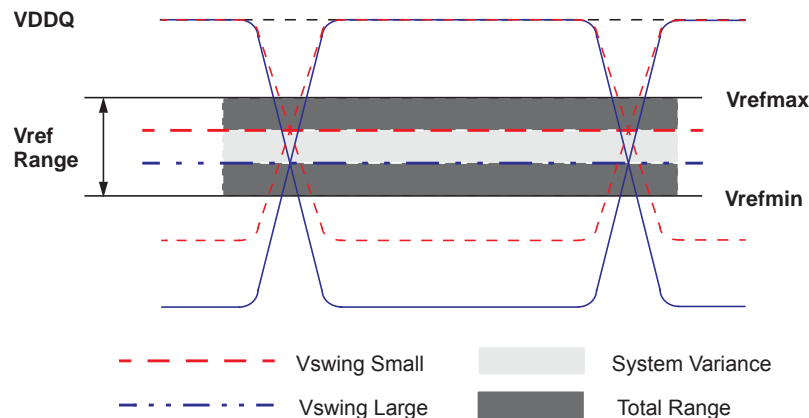 VDDQ
Vrefmax
Vref
Range
Vrefmin
Vswing Small
System Variance
Vswing Large
Total Range